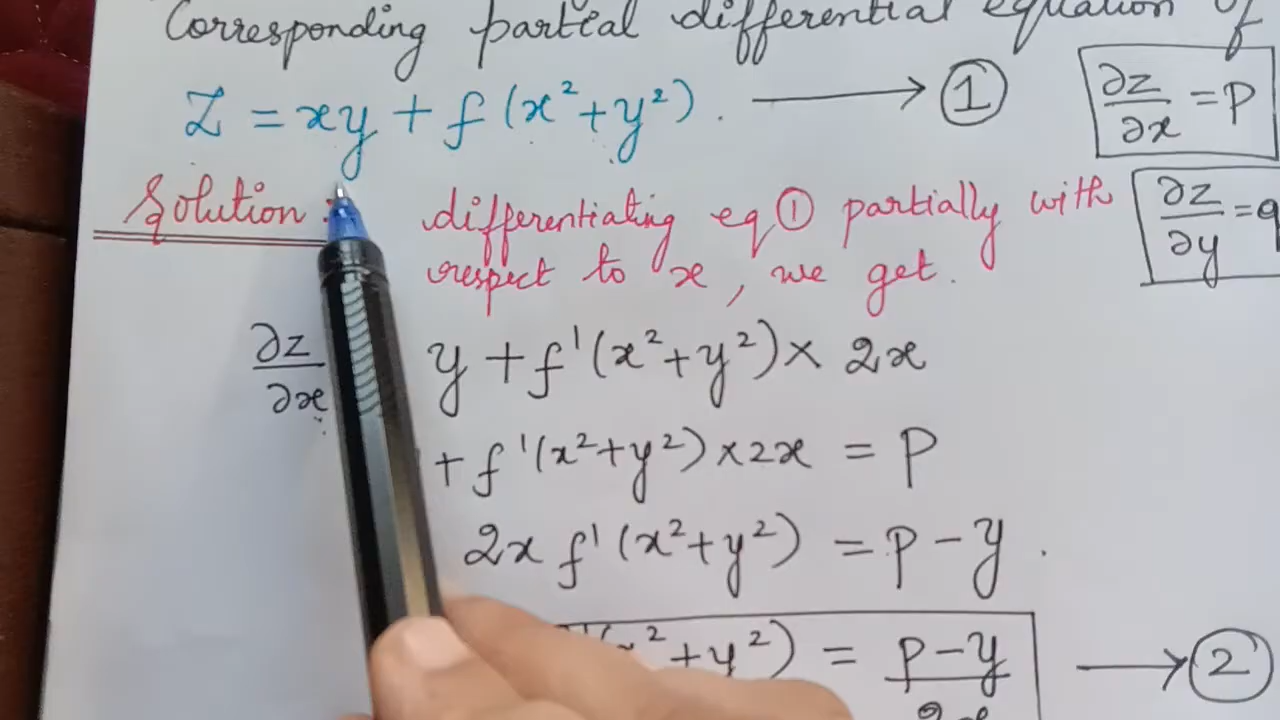 Corresponding partial differential equation of
Z = xy + f(x²+y²). ⟶ ①
∂z/∂x = p
Solution :
differentiating eq ① partially with
respect to x, we get.
∂z/∂y = q
∂z/∂x y + f'(x²+y²) × 2x
+ f'(x²+y²) × 2x = p
2x f'(x²+y²) = p - y.
²+y²) = p-y ⟶ ②